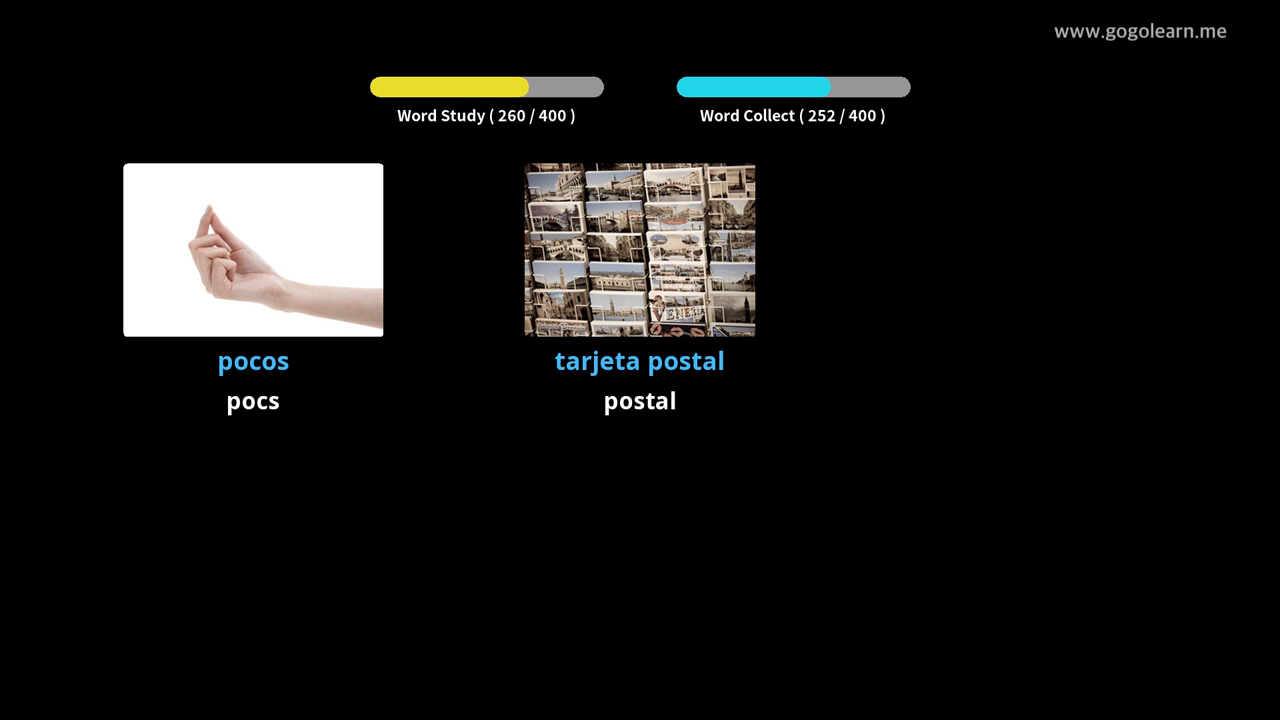 www.gogolearn.me
Word Study ( 260 / 400 )
Word Collect ( 252 / 400 )
pocos
tarjeta postal
pocs
postal